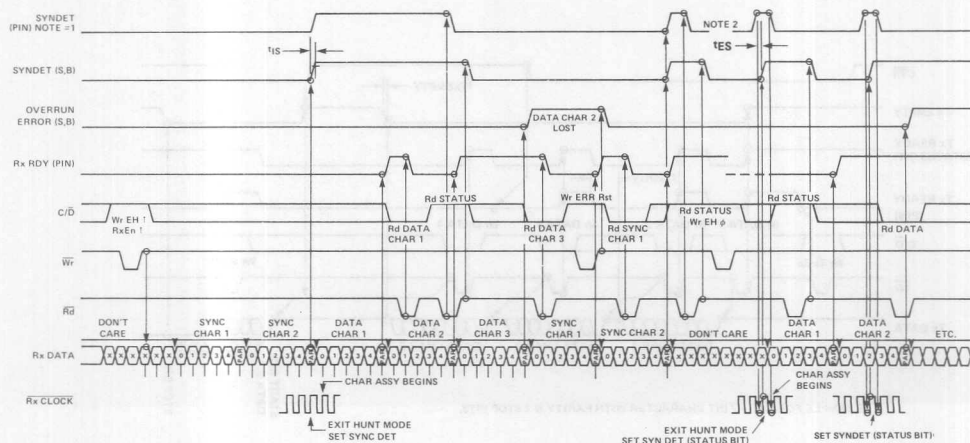 SYNDET
(PIN) NOTE =1
NOTE 2
tIS
tES
SYNDET (S,B)
OVERRUN
ERROR (S,B)
DATA CHAR 2
LOST
Rx RDY (PIN)
Rd STATUS
Wr ERR Rst
Rd STATUS
C/D
Wr EH ↑
RxEn ↑
Rd DATA
CHAR 1
Rd DATA
CHAR 3
Rd SYNC
CHAR 1
Rd STATUS
Wr EH φ
Rd DATA
Wr
Rd
DON'T
CARE
SYNC
CHAR 1
SYNC
CHAR 2
DATA
CHAR 1
DATA
CHAR 2
DATA
CHAR 3
SYNC
CHAR 1
SYNC CHAR 2
DON'T CARE
DATA
CHAR 1
DATA
CHAR 2
ETC.
Rx DATA
CHAR ASSY BEGINS
CHAR ASSY
BEGINS
Rx CLOCK
EXIT HUNT MODE
SET SYNC DET
EXIT HUNT MODE
SET SYN DET (STATUS BIT)
SET SYNDET (STATUS BIT)